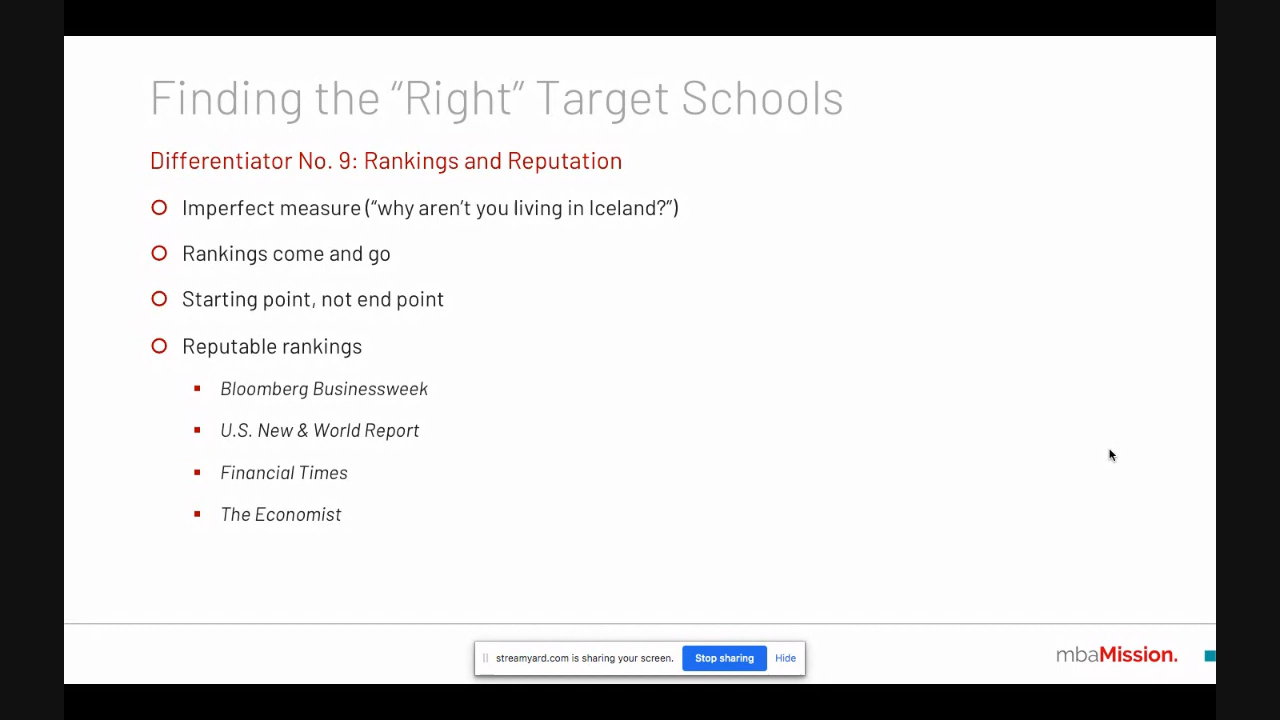 Finding the “Right” Target Schools
Differentiator No. 9: Rankings and Reputation
Imperfect measure (“why aren’t you living in Iceland?”)
Rankings come and go
Starting point, not end point
Reputable rankings
Bloomberg Businessweek
U.S. New & World Report
Financial Times
The Economist
streamyard.com is sharing your screen. Stop sharing Hide
mbaMission.